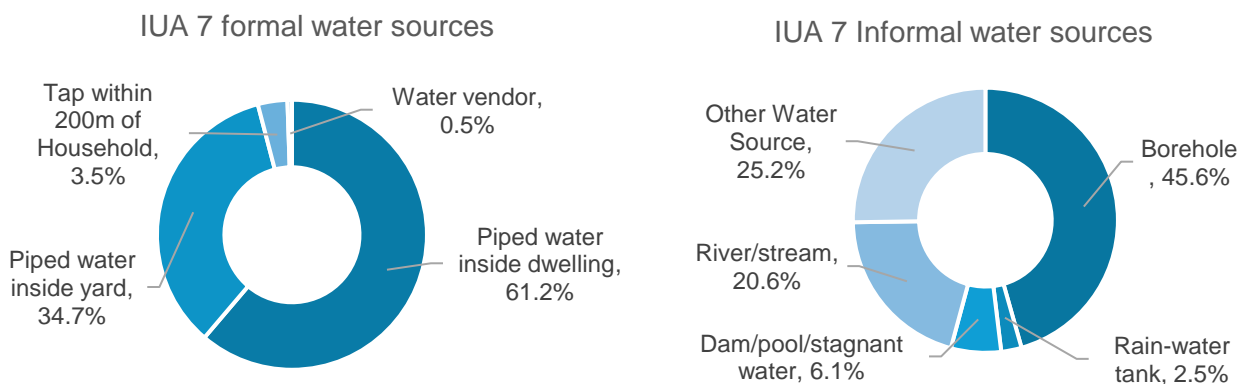 IUA 7 formal water sources
Tap within
200m of
Household,
3.5%
Water vendor,
0.5%
Piped water
inside yard,
34.7%
Piped water
inside dwelling,
61.2%
IUA 7 Informal water sources
Other Water
Source,
25.2%
Borehole
, 45.6%
River/stream,
20.6%
Dam/pool/stagnant
water, 6.1%
Rain-water
tank, 2.5%